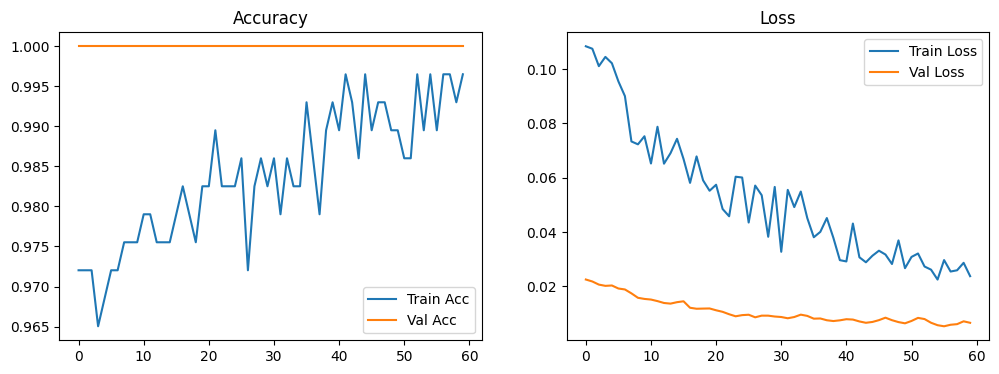 Accuracy
1.000
0.995
0.990
0.985
0.980
0.975
0.970
0.965
0 10 20 30 40 50 60
Train Acc
Val Acc
Loss
0.10
0.08
0.06
0.04
0.02
0 10 20 30 40 50 60
Train Loss
Val Loss